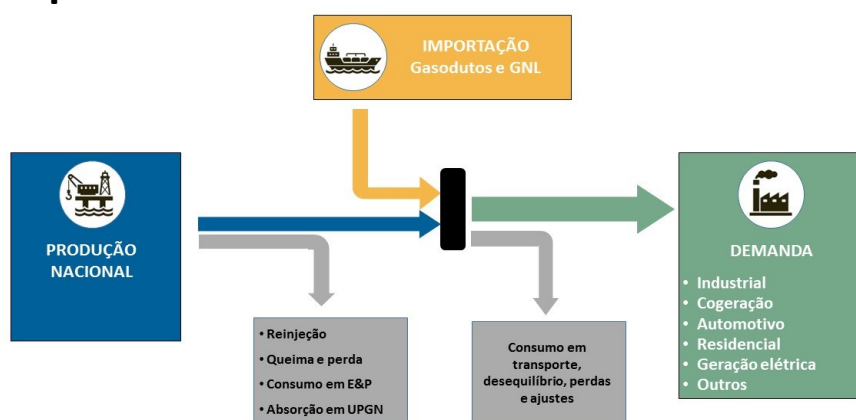 IMPORTAÇÃO
Gasodutos e GNL
PRODUÇÃO
NACIONAL
DEMANDA
• Industrial
• Cogeração
• Automotivo
• Residencial
• Geração elétrica
• Outros
• Reinjeção
• Queima e perda
• Consumo em E&P
• Absorção em UPGN
Consumo em
transporte,
desequilíbrio, perdas
e ajustes